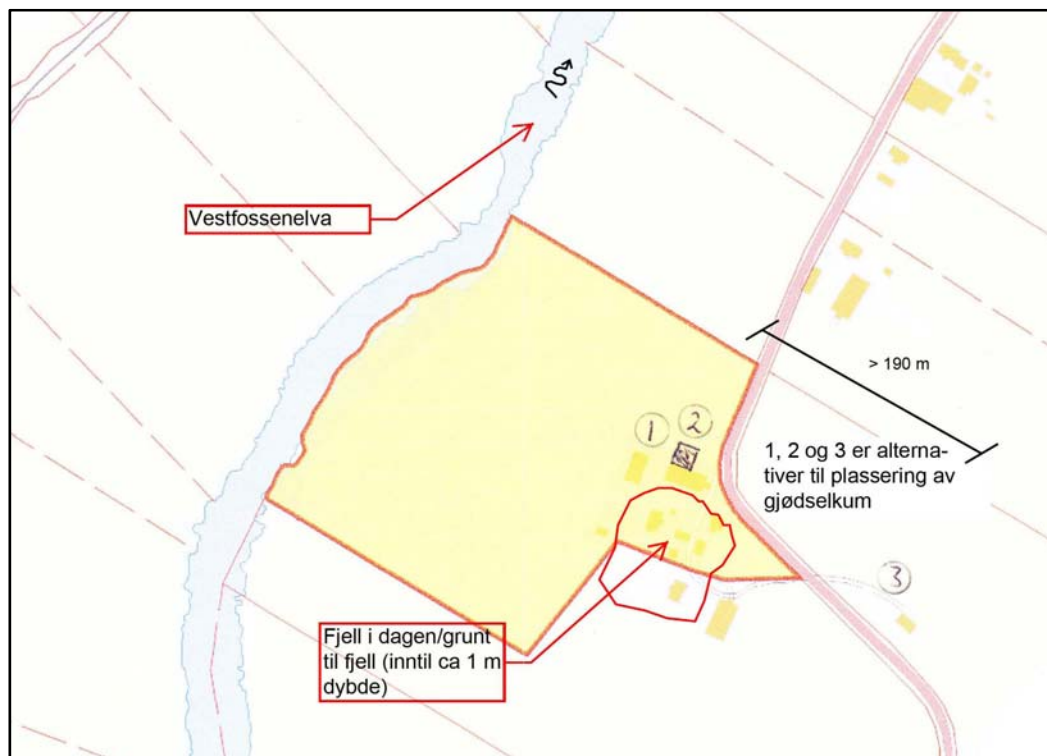 Vestfossenelva
> 190 m
1, 2 og 3 er alterna-
tiver til plassering av
gjødselkum
1
2
3
Fjell i dagen/grunt
til fjell (inntil ca 1 m
dybde)